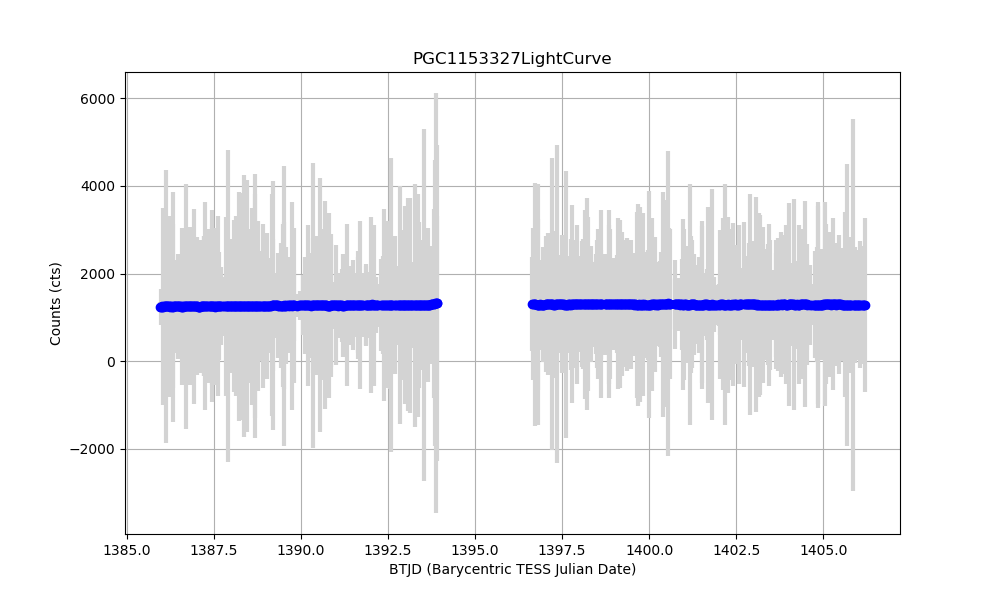 PGC1153327LightCurve
6000
4000
2000
0
−2000
Counts (cts)
1385.0 1387.5 1390.0 1392.5 1395.0 1397.5 1400.0 1402.5 1405.0
BTJD (Barycentric TESS Julian Date)